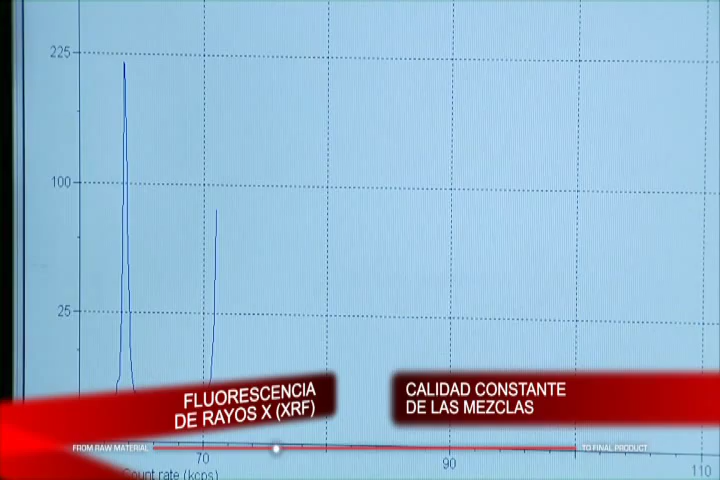 225
100
25
FLUORESCENCIA
DE RAYOS X (XRF)
CALIDAD CONSTANTE
DE LAS MEZCLAS
FROM RAW MATERIAL
TO FINAL PRODUCT
70
90
110
Count rate (kcps)